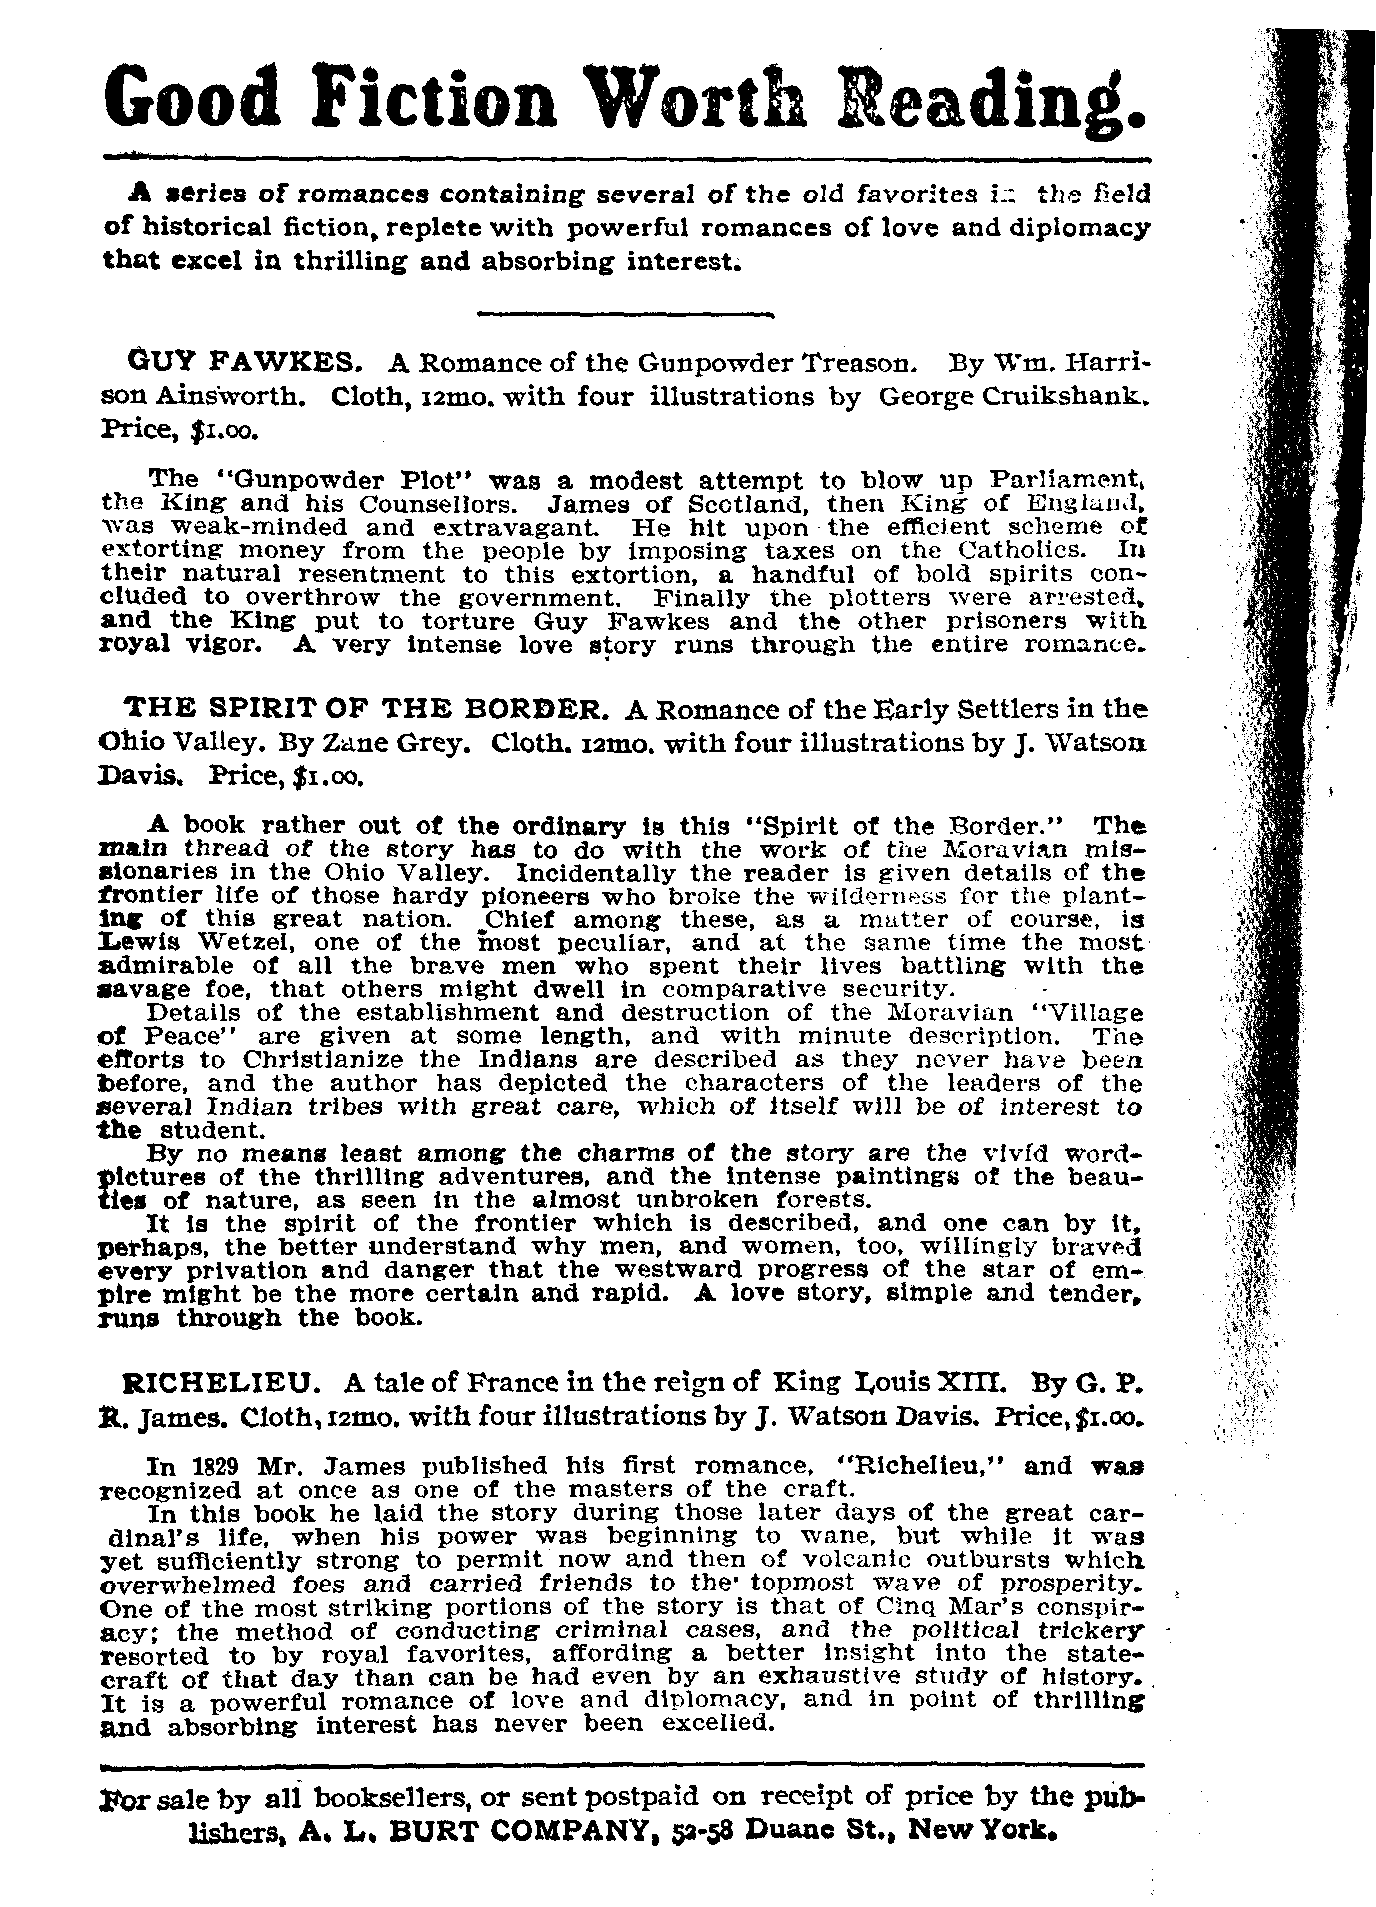 Good Fiction Worth Reading.
A series of romances containing several of the old favorites in the field
of historical fiction, replete with powerful romances of love and diplomacy
that excel in thrilling and absorbing interest.
GUY FAWKES. A Romance of the Gunpowder Treason. By Wm. Harri-
son Ainsworth. Cloth, 12mo. with four illustrations by George Cruikshank.
Price, $1.00.
The "Gunpowder Plot" was a modest attempt to blow up Parliament,
the King and his Counsellors. James of Scotland, then King of England,
was weak-minded and extravagant. He hit upon the efficient scheme of
extorting money from the people by imposing taxes on the Catholics. In
their natural resentment to this extortion, a handful of bold spirits con-
cluded to overthrow the government. Finally the plotters were arrested,
and the King put to torture Guy Fawkes and the other prisoners with
royal vigor. A very intense love story runs through the entire romance.
THE SPIRIT OF THE BORDER. A Romance of the Early Settlers in the
Ohio Valley. By Zane Grey. Cloth. 12mo. with four illustrations by J. Watson
Davis. Price, $1.00.
A book rather out of the ordinary is this "Spirit of the Border." The
main thread of the story has to do with the work of the Moravian mis-
sionaries in the Ohio Valley. Incidentally the reader is given details of the
frontier life of those hardy pioneers who broke the wilderness for the plant-
ing of this great nation. Chief among these, as a matter of course, is
Lewis Wetzel, one of the most peculiar, and at the same time the most
admirable of all the brave men who spent their lives battling with the
savage foe, that others might dwell in comparative security.
Details of the establishment and destruction of the Moravian "Village
of Peace" are given at some length, and with minute description. The
efforts to Christianize the Indians are described as they never have been
before, and the author has depicted the characters of the leaders of the
several Indian tribes with great care, which of itself will be of interest to
the student.
By no means least among the charms of the story are the vivid word-
pictures of the thrilling adventures, and the intense paintings of the beau-
ties of nature, as seen in the almost unbroken forests.
It is the spirit of the frontier which is described, and one can by it,
perhaps, the better understand why men, and women, too, willingly braved
every privation and danger that the westward progress of the star of em-
pire might be the more certain and rapid. A love story, simple and tender,
runs through the book.
RICHELIEU. A tale of France in the reign of King Louis XIII. By G. P.
R. James. Cloth, 12mo. with four illustrations by J. Watson Davis. Price, $1.00.
In 1829 Mr. James published his first romance, "Richelieu," and was
recognized at once as one of the masters of the craft.
In this book he laid the story during those later days of the great car-
dinal's life, when his power was beginning to wane, but while it was
yet sufficiently strong to permit now and then of volcanic outbursts which
overwhelmed foes and carried friends to the topmost wave of prosperity.
One of the most striking portions of the story is that of Cinq Mar's conspir-
acy; the method of conducting criminal cases, and the political trickery
resorted to by royal favorites, affording a better insight into the state-
craft of that day than can be had even by an exhaustive study of history.
It is a powerful romance of love and diplomacy, and in point of thrilling
and absorbing interest has never been excelled.
For sale by all booksellers, or sent postpaid on receipt of price by the pub-
lishers, A. L. BURT COMPANY, 52-58 Duane St., New York.